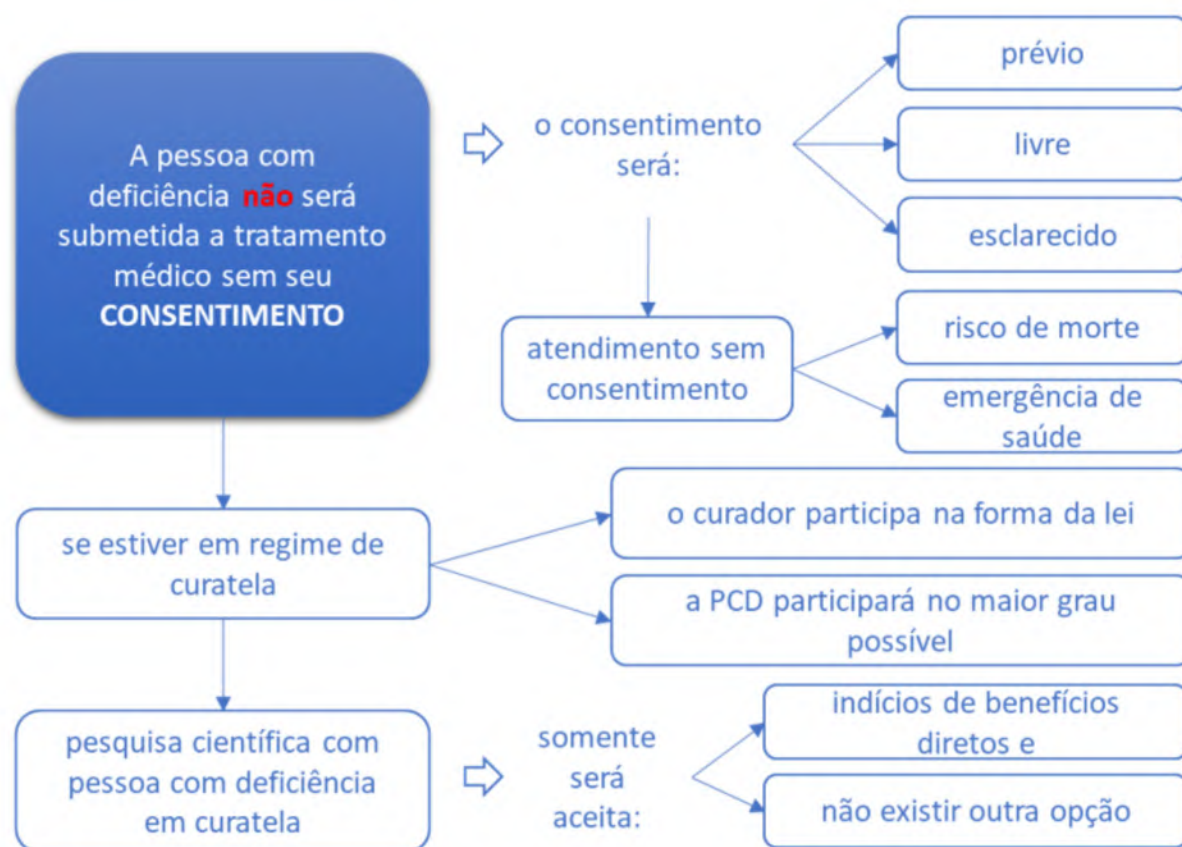 A pessoa com
deficiência não será
submetida a tratamento
médico sem seu
CONSENTIMENTO
o consentimento
será:
prévio
livre
esclarecido
atendimento sem
consentimento
risco de morte
emergência de
saúde
se estiver em regime de
curatela
o curador participa na forma da lei
a PCD participará no maior grau
possível
pesquisa científica com
pessoa com deficiência
em curatela
somente
será
aceita:
indícios de benefícios
diretos e
não existir outra opção